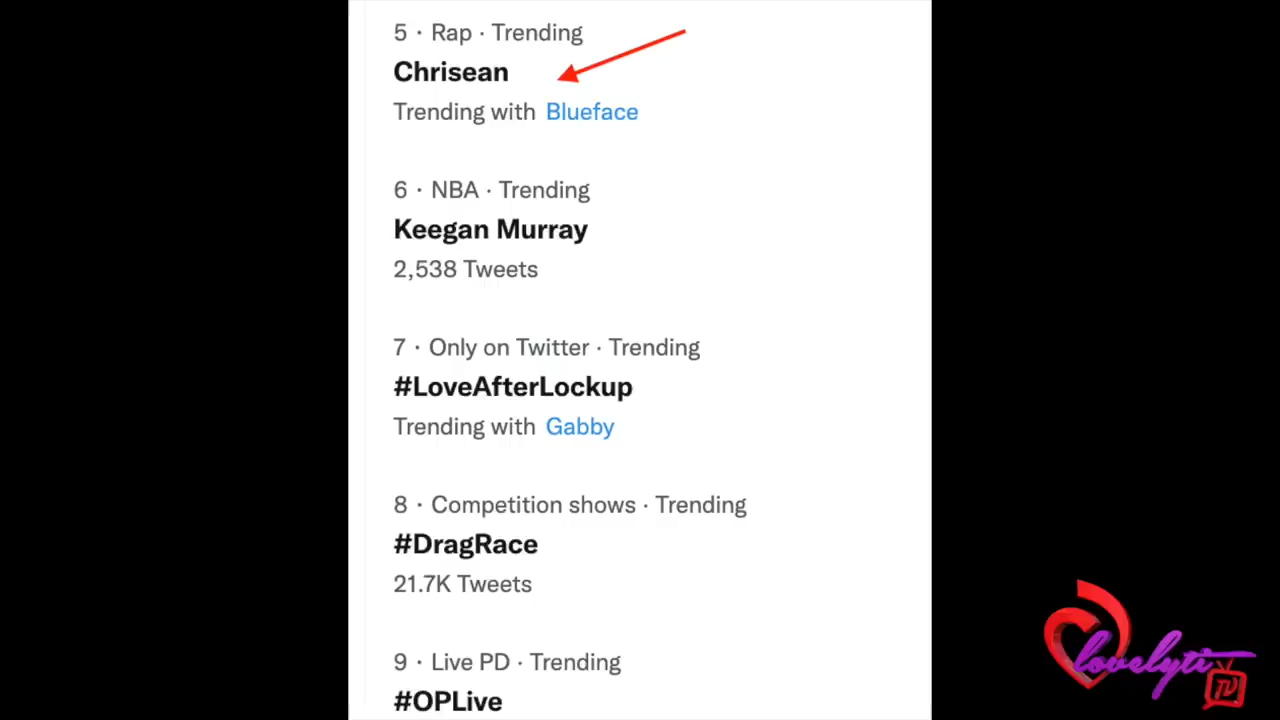 5 · Rap · Trending
Chrisean
Trending with Blueface
6 · NBA · Trending
Keegan Murray
2,538 Tweets
7 · Only on Twitter · Trending
#LoveAfterLockup
Trending with Gabby
8 · Competition shows · Trending
#DragRace
21.7K Tweets
9 · Live PD · Trending
#OPLive
lovelyti
TV